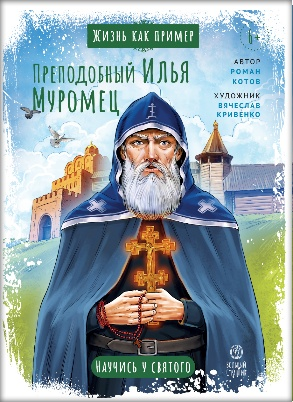 Жизнь как пример
6+
Преподобный Илья
Муромец
АВТОР
РОМАН
КОТОВ
ХУДОЖНИК
ВЯЧЕСЛАВ
КРИВЕНКО
Научись у святого